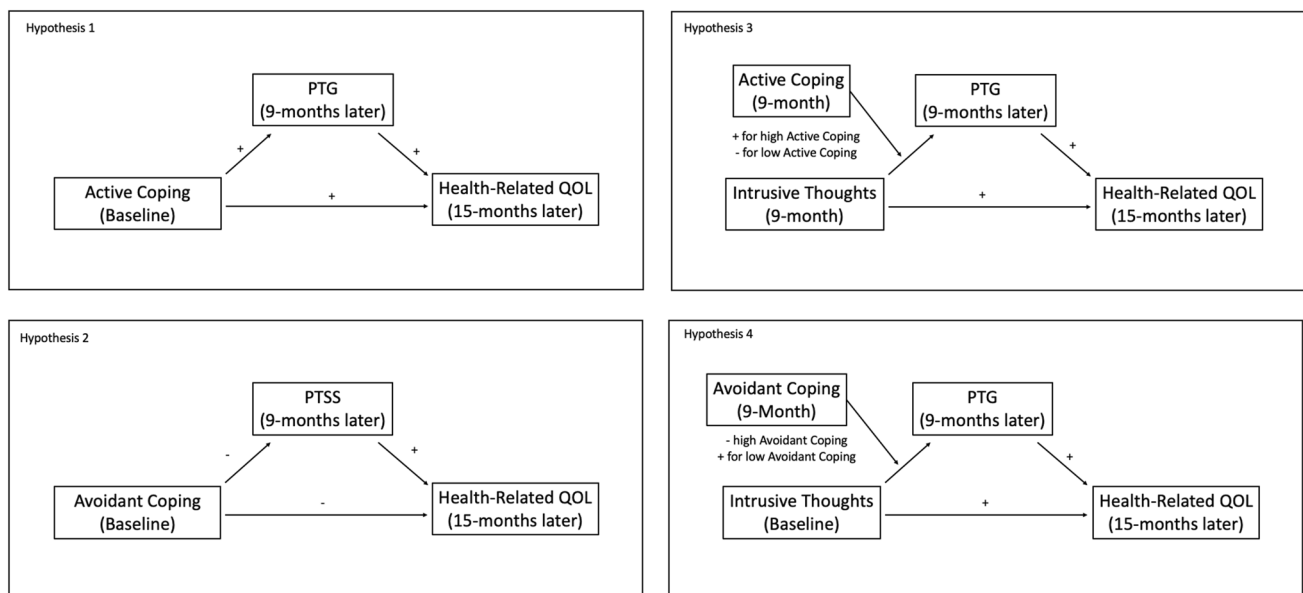 Hypothesis 1
PTG
(9-months later)
+
+
Active Coping
(Baseline)
+
Health-Related QOL
(15-months later)
Hypothesis 3
Active Coping
(9-month)
PTG
(9-months later)
+ for high Active Coping
- for low Active Coping
+
Intrusive Thoughts
(9-month)
+
Health-Related QOL
(15-months later)
Hypothesis 2
PTSS
(9-months later)
-
+
Avoidant Coping
(Baseline)
-
Health-Related QOL
(15-months later)
Hypothesis 4
Avoidant Coping
(9-Month)
PTG
(9-months later)
- high Avoidant Coping
+ for low Avoidant Coping
+
Intrusive Thoughts
(Baseline)
+
Health-Related QOL
(15-months later)